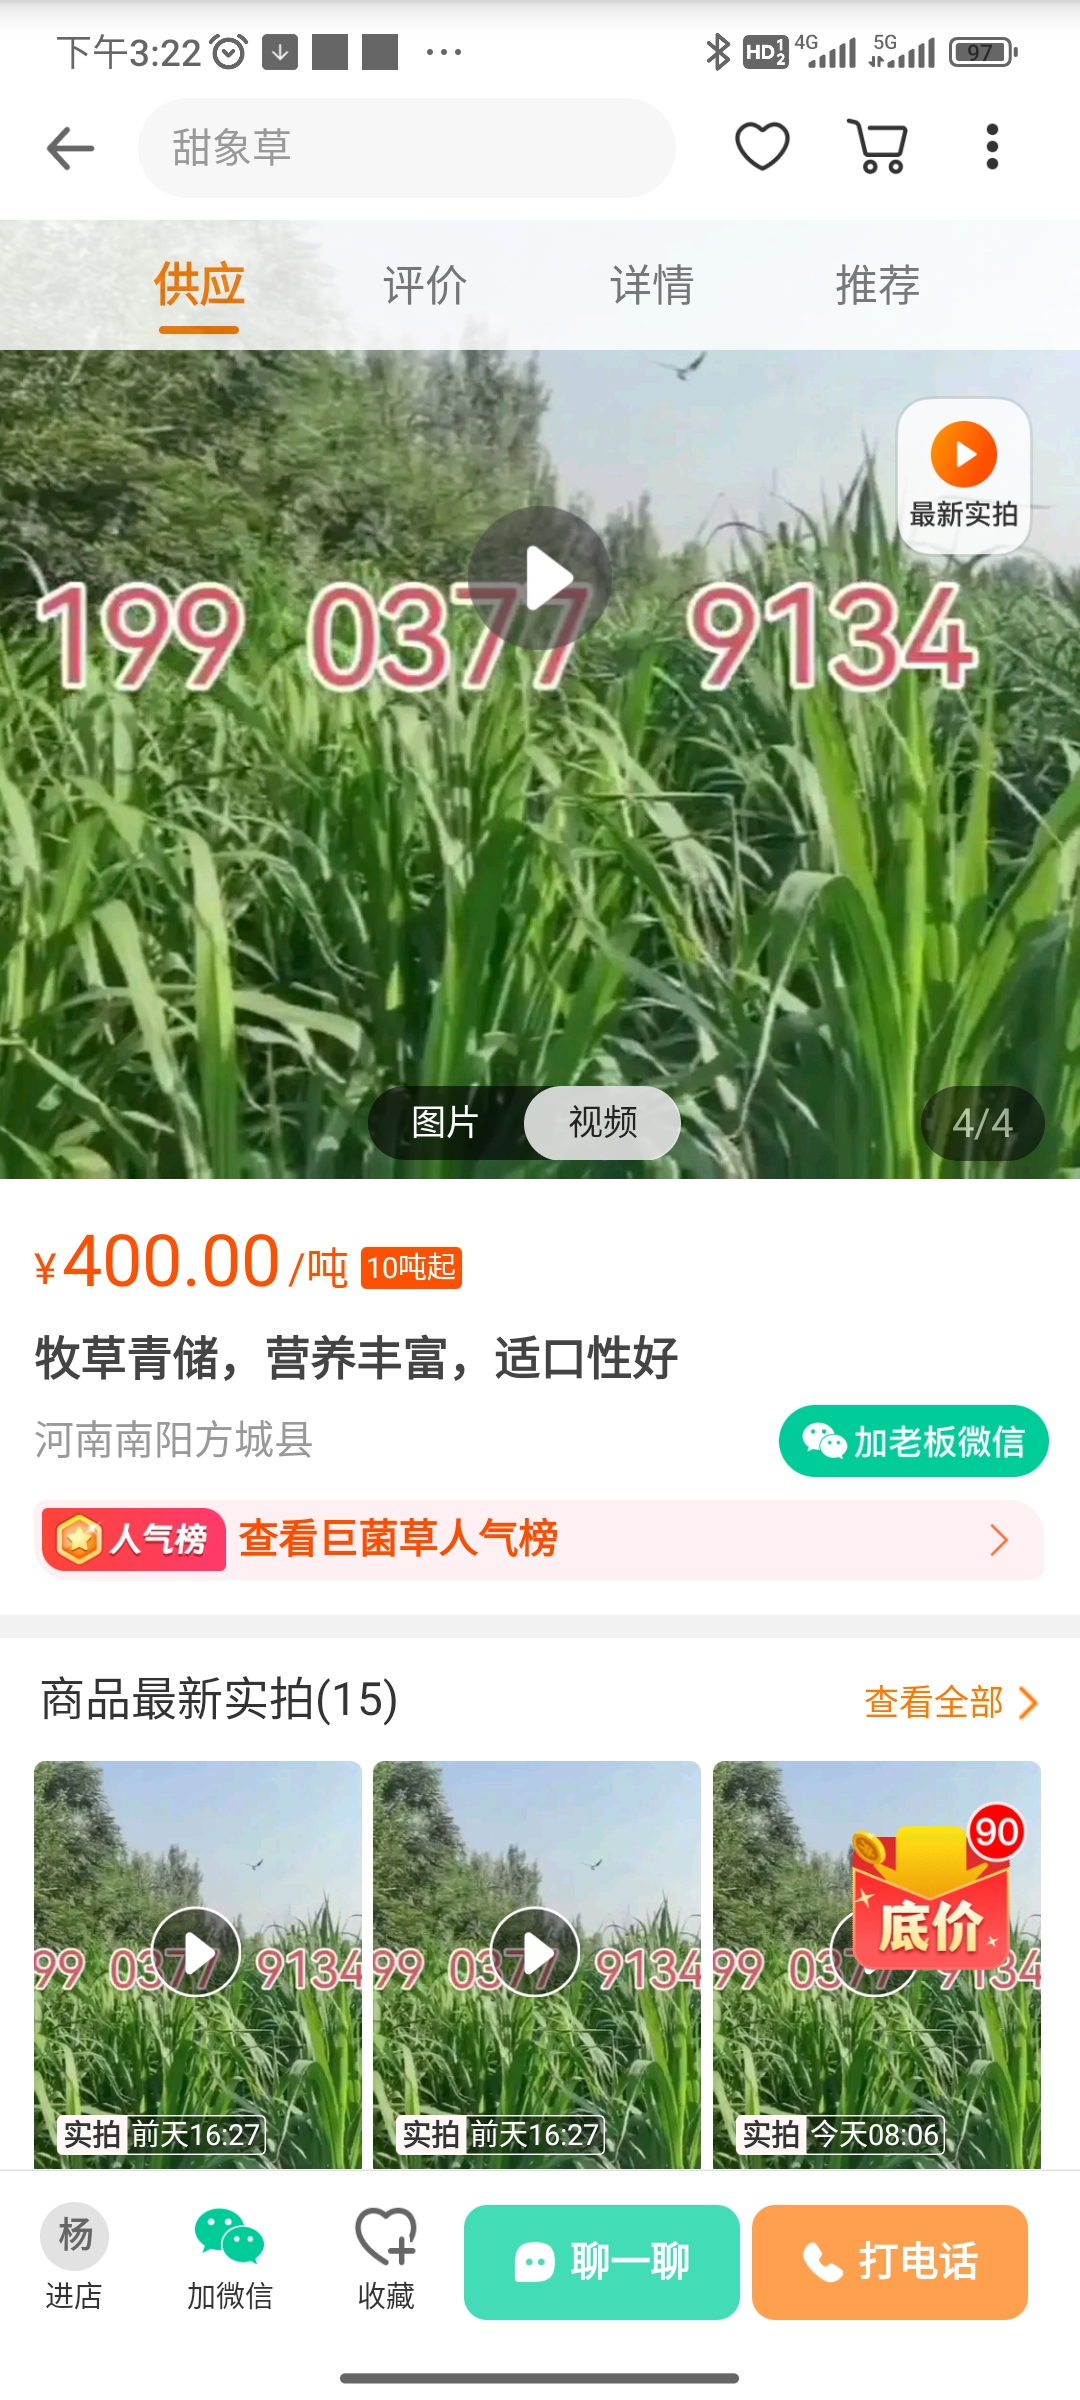 下午3:22
HD 1 2 4G 5G 97
甜象草
供应 评价 详情 推荐
最新实拍
199 0377 9134
图片 视频 4/4
¥400.00/吨 10吨起
牧草青储，营养丰富，适口性好
河南南阳方城县
加老板微信
人气榜 查看巨菌草人气榜
商品最新实拍(15) 查看全部
99 0377 9134 99 0377 9134 99 0377 9134
90
底价
实拍 前天16:27 实拍 前天16:27 实拍 今天08:06
杨
进店 加微信 收藏 聊一聊 打电话